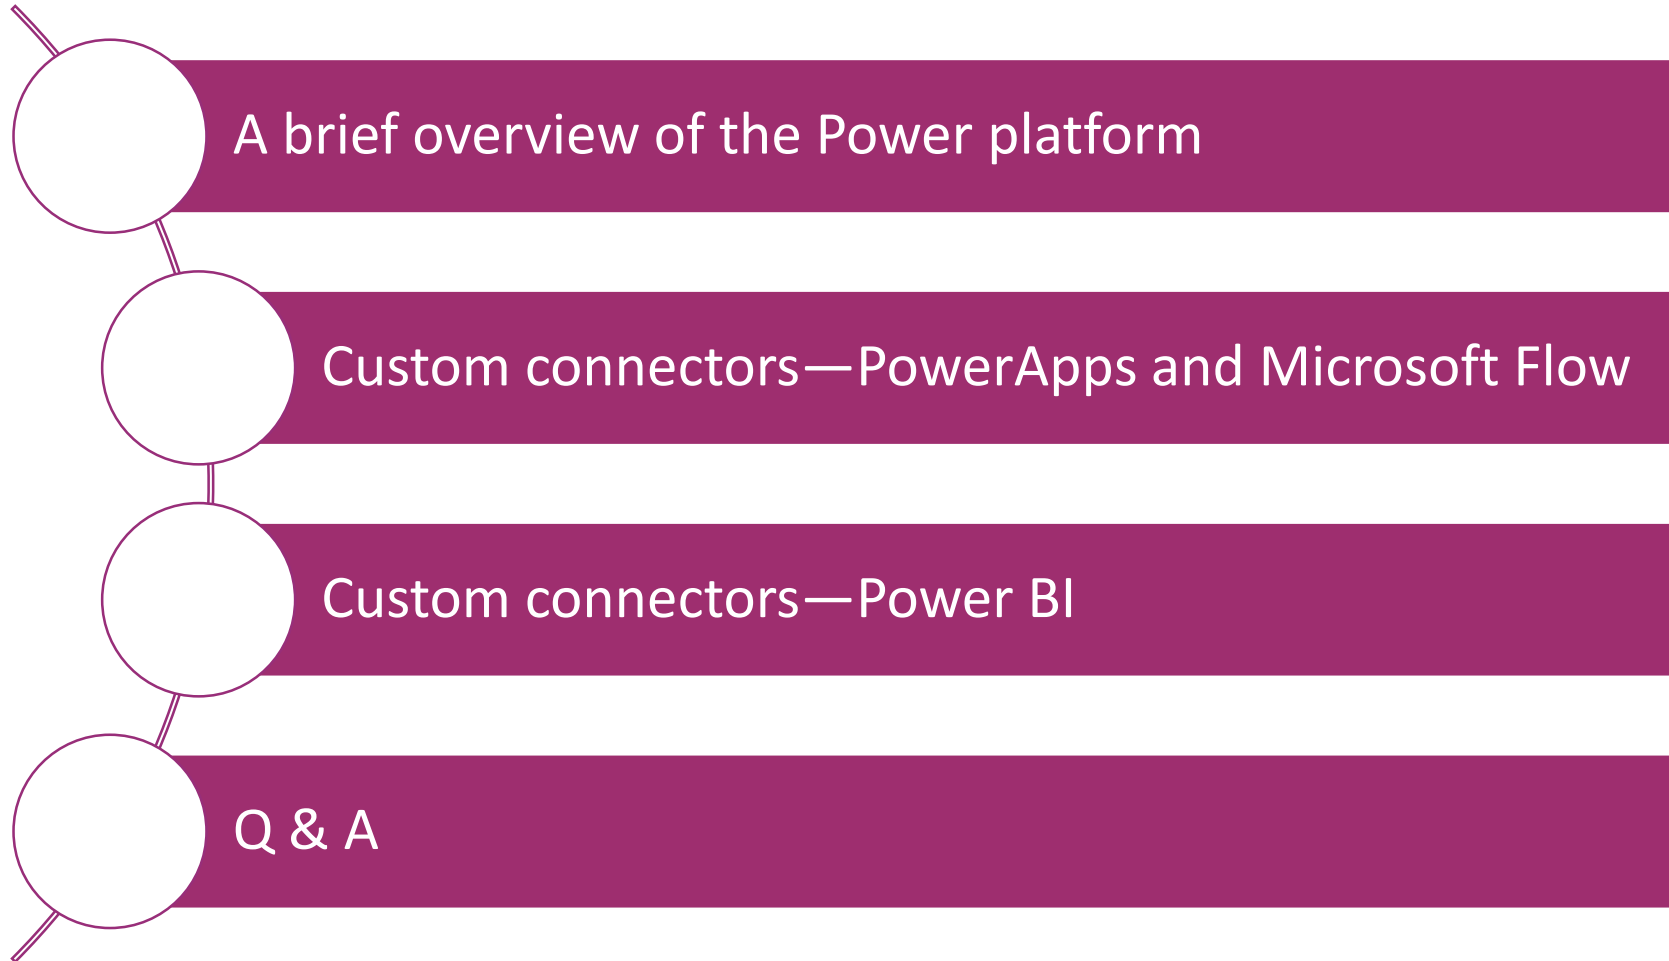 A brief overview of the Power platform
Custom connectors—PowerApps and Microsoft Flow
Custom connectors—Power BI
Q & A